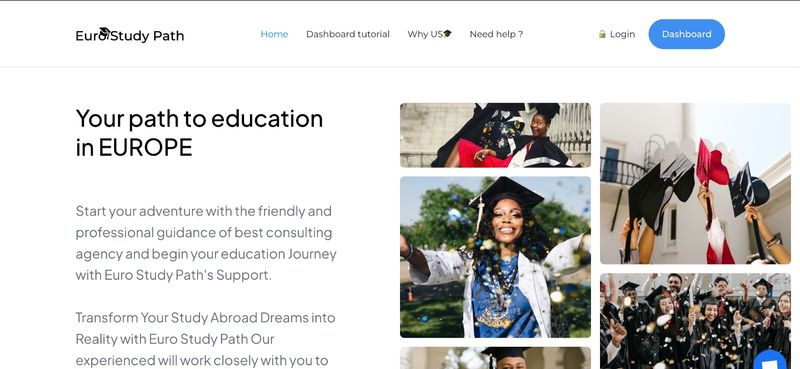 Euro Study Path
Home
Dashboard tutorial
Why US🎓
Need help ?
🔒 Login
Dashboard
Your path to education
in EUROPE
Start your adventure with the friendly and
professional guidance of best consulting
agency and begin your education Journey
with Euro Study Path's Support.
Transform Your Study Abroad Dreams into
Reality with Euro Study Path Our
experienced will work closely with you to